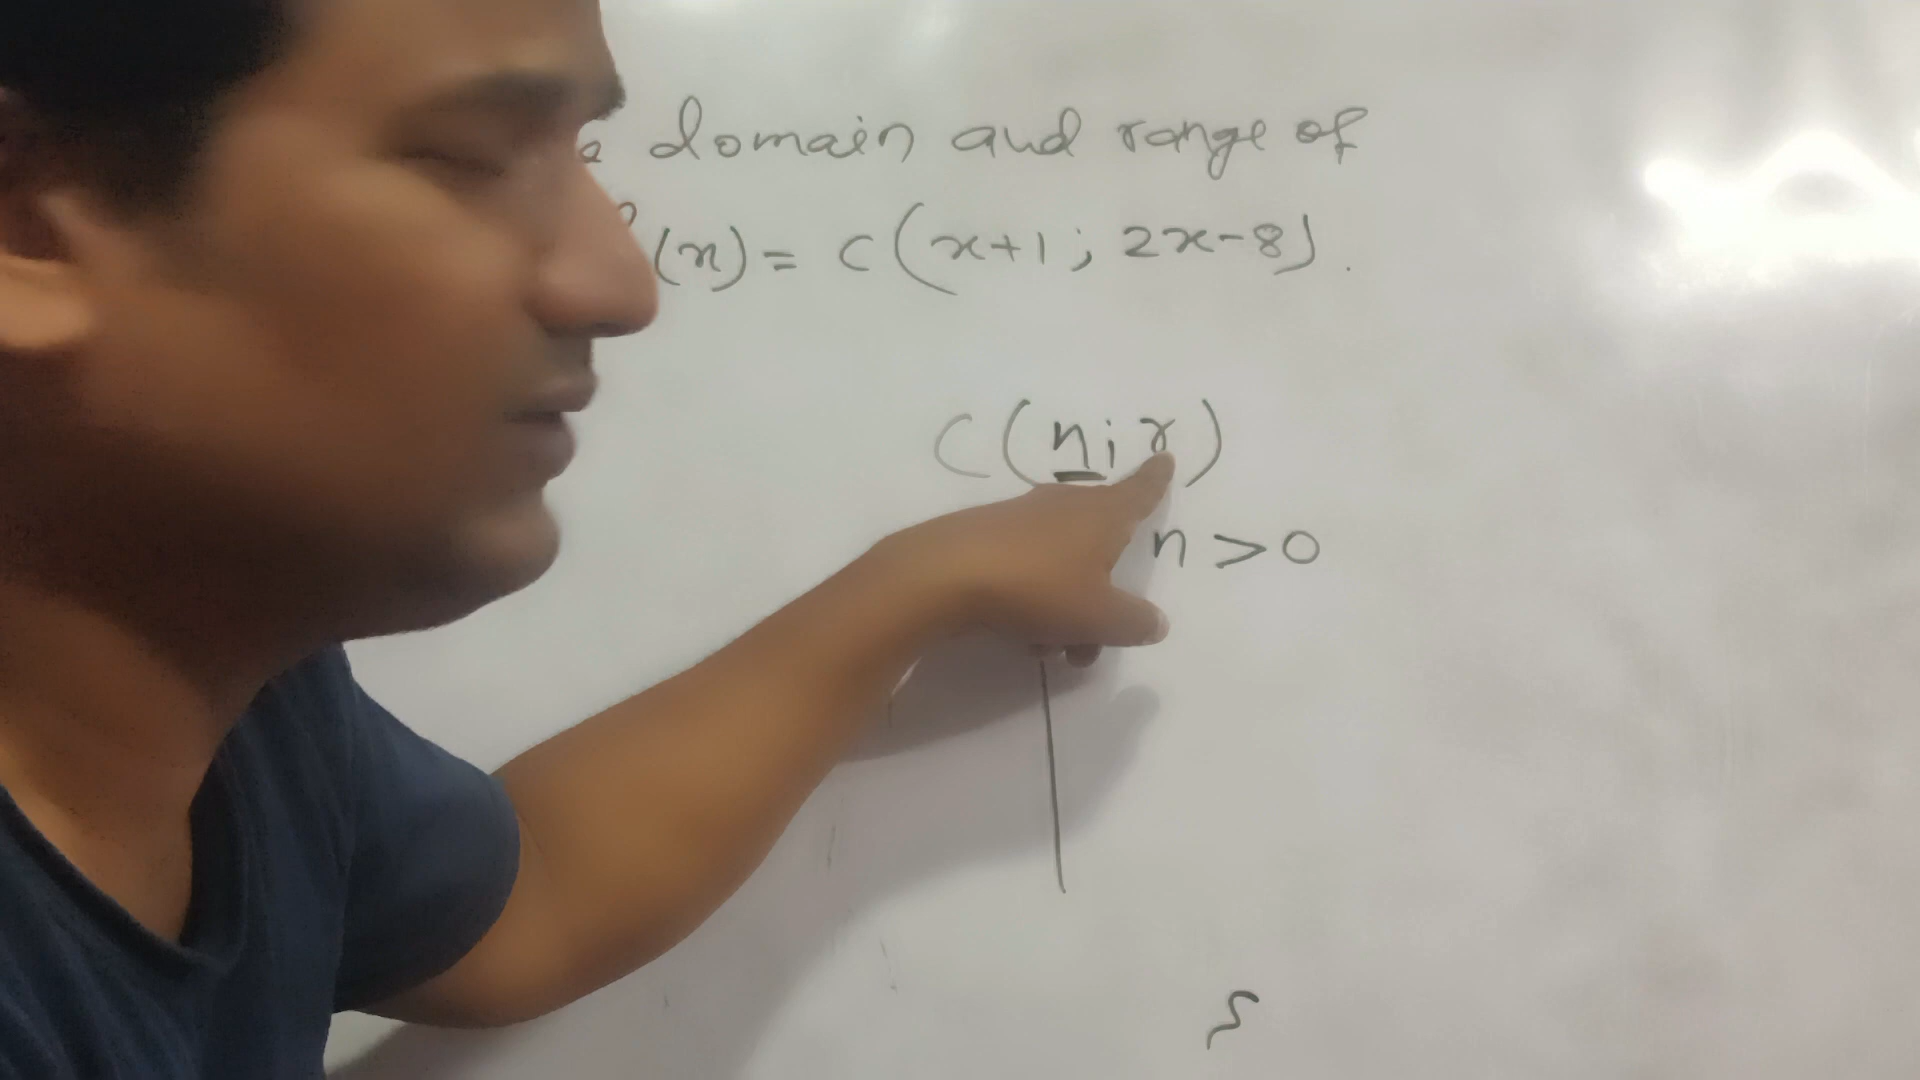 domain and range of
(x) = C(x+1; 2x-8).
C(n; r)
n > 0